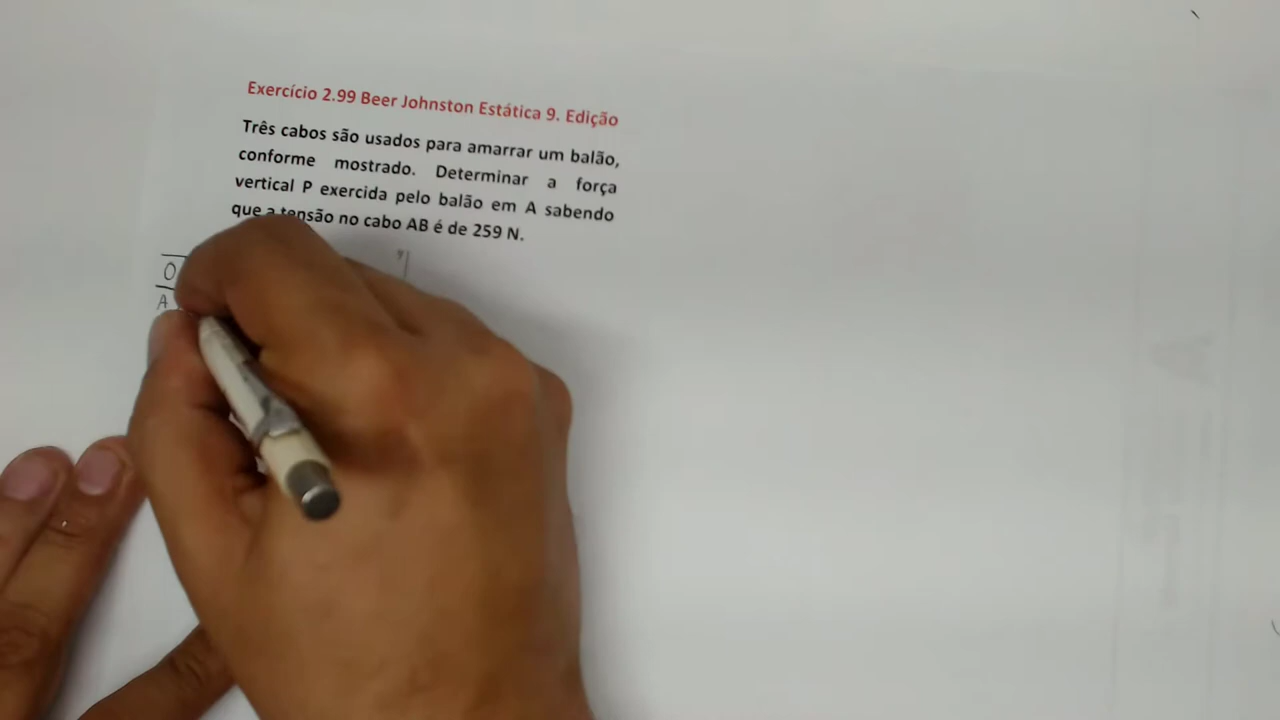 Exercício 2.99 Beer Johnston Estática 9. Edição
Três cabos são usados para amarrar um balão,
conforme mostrado. Determinar a força
vertical P exercida pelo balão em A sabendo
que a tensão no cabo AB é de 259 N.
y
O
A